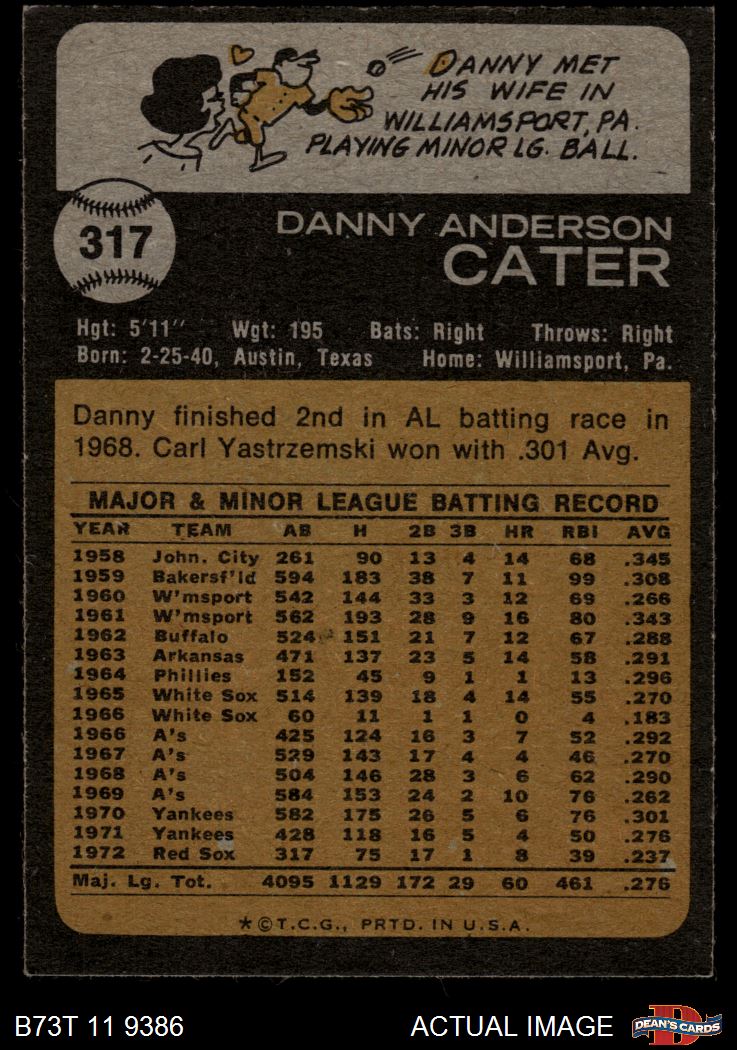 DANNY MET
HIS WIFE IN
WILLIAMSPORT, PA.
PLAYING MINOR LG. BALL.
317
DANNY ANDERSON
CATER
Hgt: 5'11" Wgt: 195 Bats: Right Throws: Right
Born: 2-25-40, Austin, Texas Home: Williamsport, Pa.
Danny finished 2nd in AL batting race in
1968. Carl Yastrzemski won with .301 Avg.
MAJOR & MINOR LEAGUE BATTING RECORD
YEAR TEAM AB H 2B 3B HR RBI AVG
1958 John. City 261 90 13 4 14 68 .345
1959 Bakersf'ld 594 183 38 7 11 99 .308
1960 W'msport 542 144 33 3 12 69 .266
1961 W'msport 562 193 28 9 16 80 .343
1962 Buffalo 524 151 21 7 12 67 .288
1963 Arkansas 471 137 23 5 14 58 .291
1964 Phillies 152 45 9 1 1 13 .296
1965 White Sox 514 139 18 4 14 55 .270
1966 White Sox 60 11 1 1 0 4 .183
1966 A's 425 124 16 3 7 52 .292
1967 A's 529 143 17 4 4 46 .270
1968 A's 504 146 28 3 6 62 .290
1969 A's 584 153 24 2 10 76 .262
1970 Yankees 582 175 26 5 6 76 .301
1971 Yankees 428 118 16 5 4 50 .276
1972 Red Sox 317 75 17 1 8 39 .237
Maj. Lg. Tot. 4095 1129 172 29 60 461 .276
*©T.C.G., PRTD. IN U.S.A.
B73T 11 9386 ACTUAL IMAGE DEAN'S CARDS